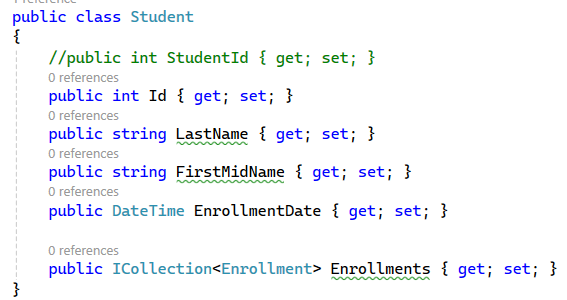 1 reference
public class Student
{
//public int StudentId { get; set; }
0 references
public int Id { get; set; }
0 references
public string LastName { get; set; }
0 references
public string FirstMidName { get; set; }
0 references
public DateTime EnrollmentDate { get; set; }
0 references
public ICollection<Enrollment> Enrollments { get; set; }
}